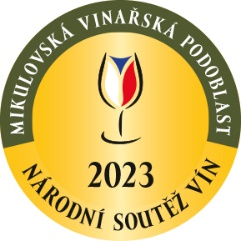 MIKULOVSKÁ VINAŘSKÁ PODOBLAST
2023
NÁRODNÍ SOUTĚŽ VÍN